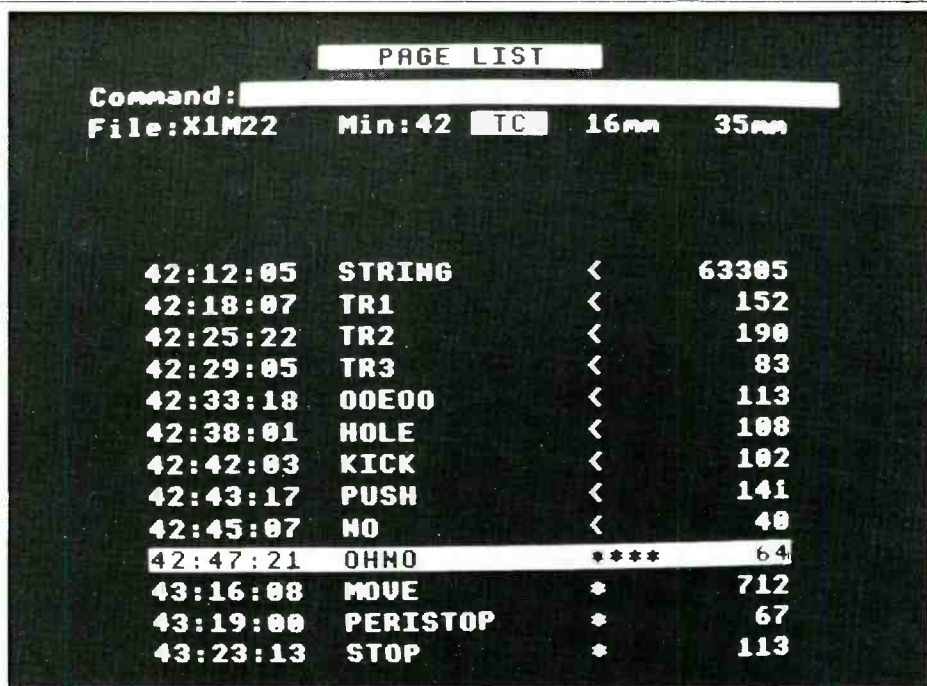 PAGE LIST
Command:
File:X1M22 Min:42 TC 16mm 35mm
42:12:05 STRING < 63305
42:18:07 TR1 < 152
42:25:22 TR2 < 190
42:29:05 TR3 < 83
42:33:18 OOEOO < 113
42:38:01 HOLE < 108
42:42:03 KICK < 102
42:43:17 PUSH < 141
42:45:07 NO < 40
42:47:21 OHNO **** 64
43:16:08 MOVE * 712
43:19:00 PERISTOP * 67
43:23:13 STOP * 113